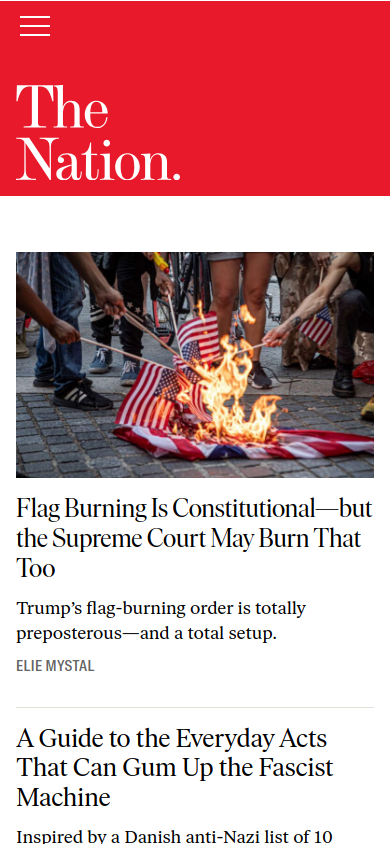 The
Nation.
Flag Burning Is Constitutional—but
the Supreme Court May Burn That
Too
Trump’s flag-burning order is totally
preposterous—and a total setup.
ELIE MYSTAL
A Guide to the Everyday Acts
That Can Gum Up the Fascist
Machine
Inspired by a Danish anti-Nazi list of 10